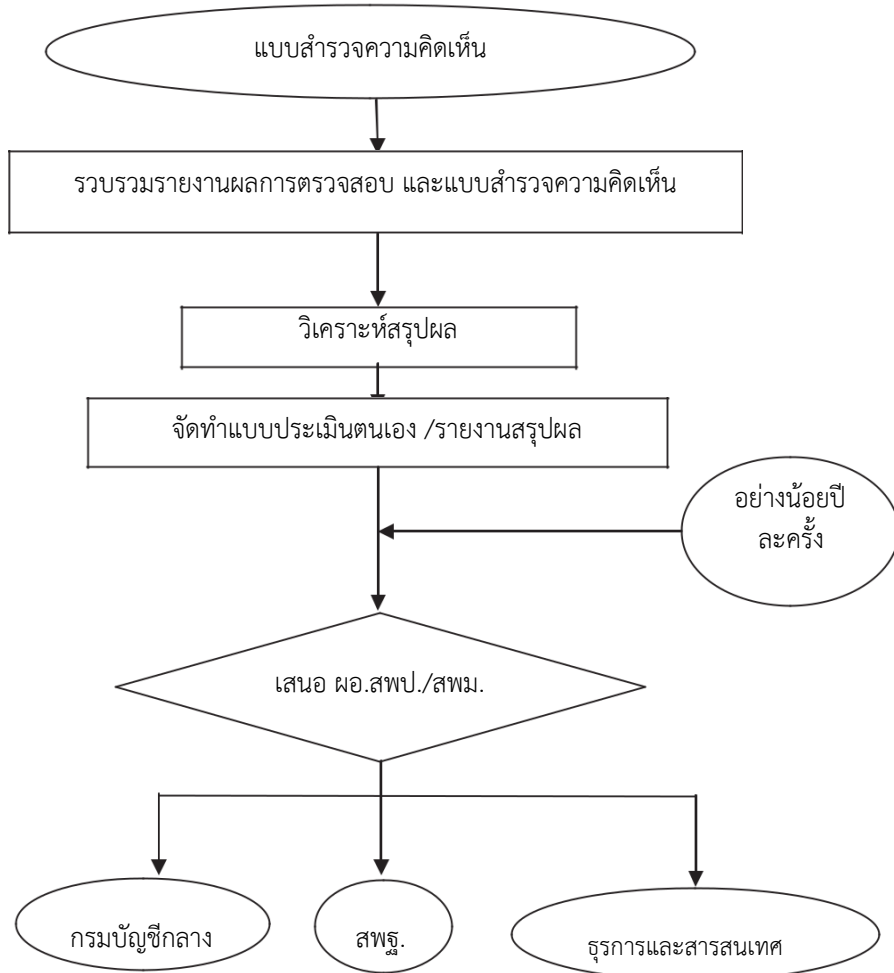 แบบสำรวจความคิดเห็น
รวบรวมรายงานผลการตรวจสอบ และแบบสำรวจความคิดเห็น
วิเคราะห์สรุปผล
จัดทำแบบประเมินตนเอง /รายงานสรุปผล
อย่างน้อยปี
ละครั้ง
เสนอ ผอ.สพป./สพม.
กรมบัญชีกลาง
สพฐ.
ธุรการและสารสนเทศ